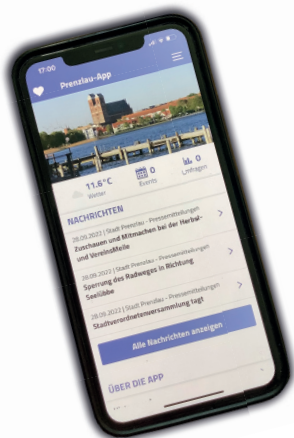 17:00
Prenzlau-App
11.6°C
Wetter
0
Events
0
Umfragen
NACHRICHTEN
28.09.2022 | Stadt Prenzlau - Pressemitteilungen
Zuschauen und Mitmachen bei der Herbst-
und VereinsMeile
28.09.2022 | Stadt Prenzlau - Pressemitteilungen
Sperrung des Radweges in Richtung
Seelübbe
28.09.2022 | Stadt Prenzlau - Pressemitteilungen
Stadtverordnetenversammlung tagt
Alle Nachrichten anzeigen
ÜBER DIE APP